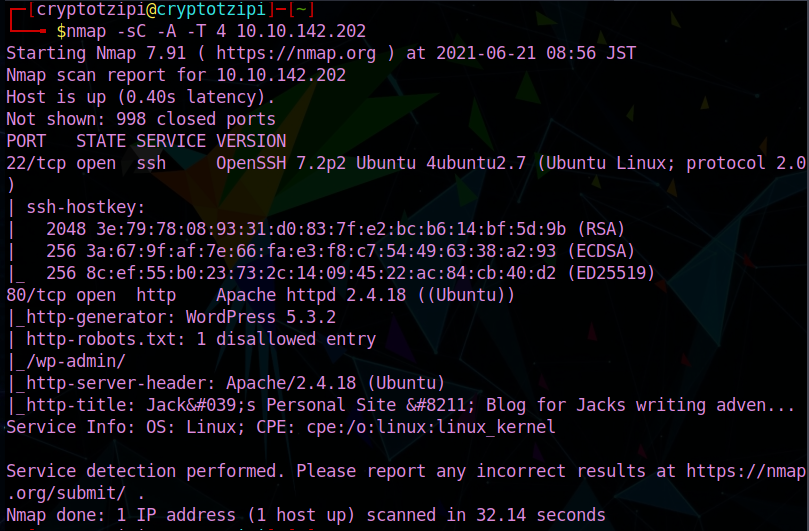 ┌─[cryptotzipi@cryptotzipi]─[~]
└──╼ $nmap -sC -A -T 4 10.10.142.202
Starting Nmap 7.91 ( https://nmap.org ) at 2021-06-21 08:56 JST
Nmap scan report for 10.10.142.202
Host is up (0.40s latency).
Not shown: 998 closed ports
PORT   STATE SERVICE VERSION
22/tcp open  ssh     OpenSSH 7.2p2 Ubuntu 4ubuntu2.7 (Ubuntu Linux; protocol 2.0
)
| ssh-hostkey:
|   2048 3e:79:78:08:93:31:d0:83:7f:e2:bc:b6:14:bf:5d:9b (RSA)
|   256 3a:67:9f:af:7e:66:fa:e3:f8:c7:54:49:63:38:a2:93 (ECDSA)
|_  256 8c:ef:55:b0:23:73:2c:14:09:45:22:ac:84:cb:40:d2 (ED25519)
80/tcp open  http    Apache httpd 2.4.18 ((Ubuntu))
|_http-generator: WordPress 5.3.2
| http-robots.txt: 1 disallowed entry
|_/wp-admin/
|_http-server-header: Apache/2.4.18 (Ubuntu)
|_http-title: Jack&#039;s Personal Site &#8211; Blog for Jacks writing adven...
Service Info: OS: Linux; CPE: cpe:/o:linux:linux_kernel

Service detection performed. Please report any incorrect results at https://nmap
.org/submit/ .
Nmap done: 1 IP address (1 host up) scanned in 32.14 seconds